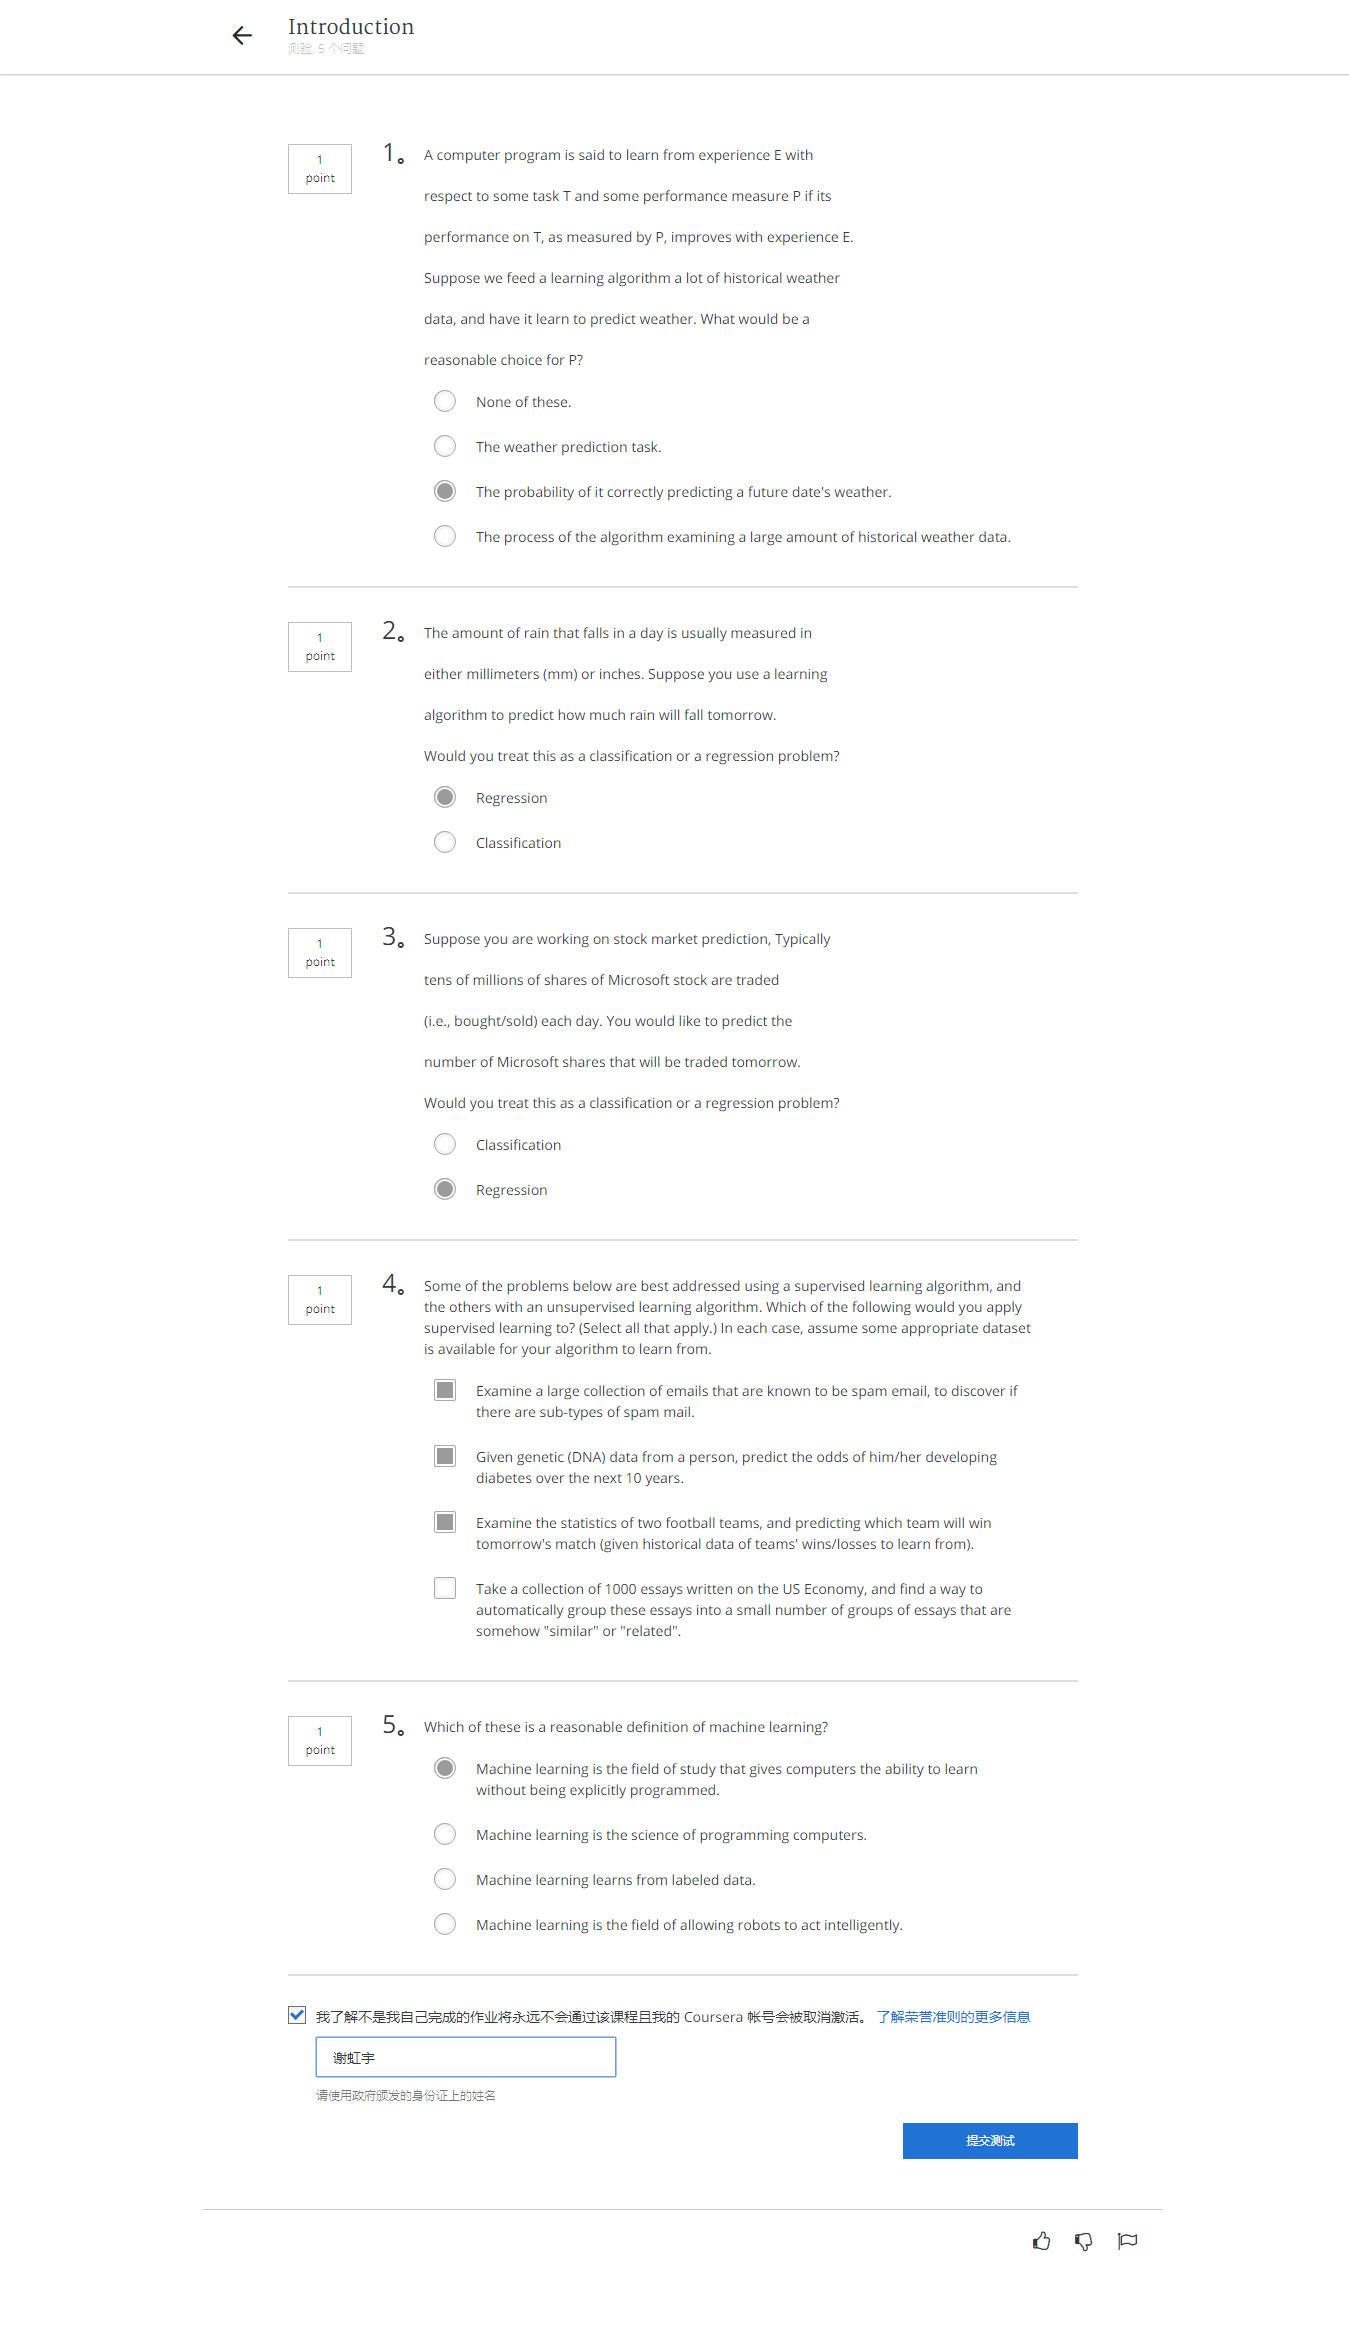 Introduction
测验, 5 个问题
1
point
1。
A computer program is said to learn from experience E with
respect to some task T and some performance measure P if its
performance on T, as measured by P, improves with experience E.
Suppose we feed a learning algorithm a lot of historical weather
data, and have it learn to predict weather. What would be a
reasonable choice for P?
None of these.
The weather prediction task.
The probability of it correctly predicting a future date's weather.
The process of the algorithm examining a large amount of historical weather data.
1
point
2。
The amount of rain that falls in a day is usually measured in
either millimeters (mm) or inches. Suppose you use a learning
algorithm to predict how much rain will fall tomorrow.
Would you treat this as a classification or a regression problem?
Regression
Classification
1
point
3。
Suppose you are working on stock market prediction, Typically
tens of millions of shares of Microsoft stock are traded
(i.e., bought/sold) each day. You would like to predict the
number of Microsoft shares that will be traded tomorrow.
Would you treat this as a classification or a regression problem?
Classification
Regression
1
point
4。
Some of the problems below are best addressed using a supervised learning algorithm, and
the others with an unsupervised learning algorithm. Which of the following would you apply
supervised learning to? (Select all that apply.) In each case, assume some appropriate dataset
is available for your algorithm to learn from.
Examine a large collection of emails that are known to be spam email, to discover if
there are sub-types of spam mail.
Given genetic (DNA) data from a person, predict the odds of him/her developing
diabetes over the next 10 years.
Examine the statistics of two football teams, and predicting which team will win
tomorrow's match (given historical data of teams' wins/losses to learn from).
Take a collection of 1000 essays written on the US Economy, and find a way to
automatically group these essays into a small number of groups of essays that are
somehow "similar" or "related".
1
point
5。
Which of these is a reasonable definition of machine learning?
Machine learning is the field of study that gives computers the ability to learn
without being explicitly programmed.
Machine learning is the science of programming computers.
Machine learning learns from labeled data.
Machine learning is the field of allowing robots to act intelligently.
我了解不是我自己完成的作业将永远不会通过该课程且我的 Coursera 帐号会被取消激活。 了解荣誉准则的更多信息
谢虹宇
请使用政府颁发的身份证上的姓名
提交测试